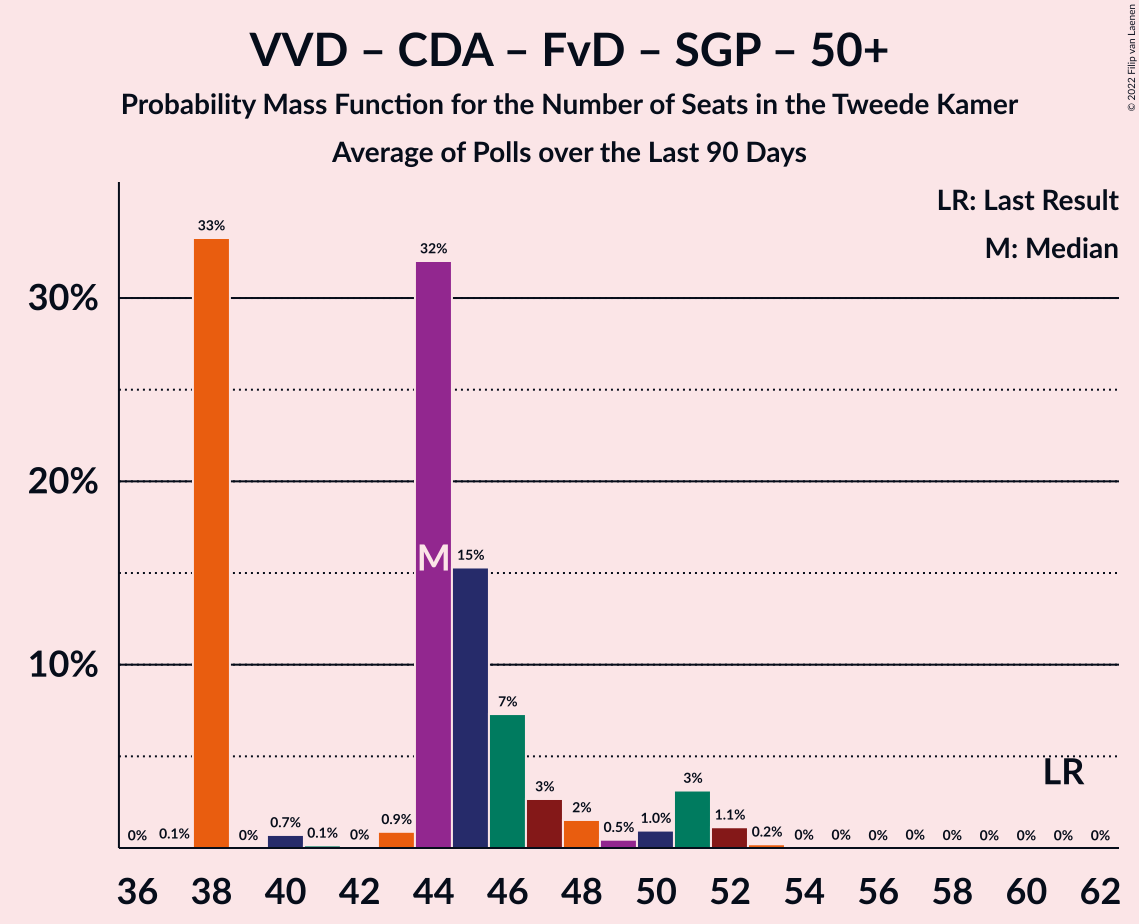 VVD – CDA – FvD – SGP – 50+
Probability Mass Function for the Number of Seats in the Tweede Kamer
Average of Polls over the Last 90 Days
© 2022 Filip van Laenen
LR: Last Result
M: Median
30%
20%
10%
0% 0.1% 33% 0% 0.7% 0.1% 0% 0.9% 32% 15% 7% 3% 2% 0.5% 1.0% 3% 1.1% 0.2% 0% 0% 0% 0% 0% 0% 0% 0% 0%
M
LR
36 38 40 42 44 46 48 50 52 54 56 58 60 62